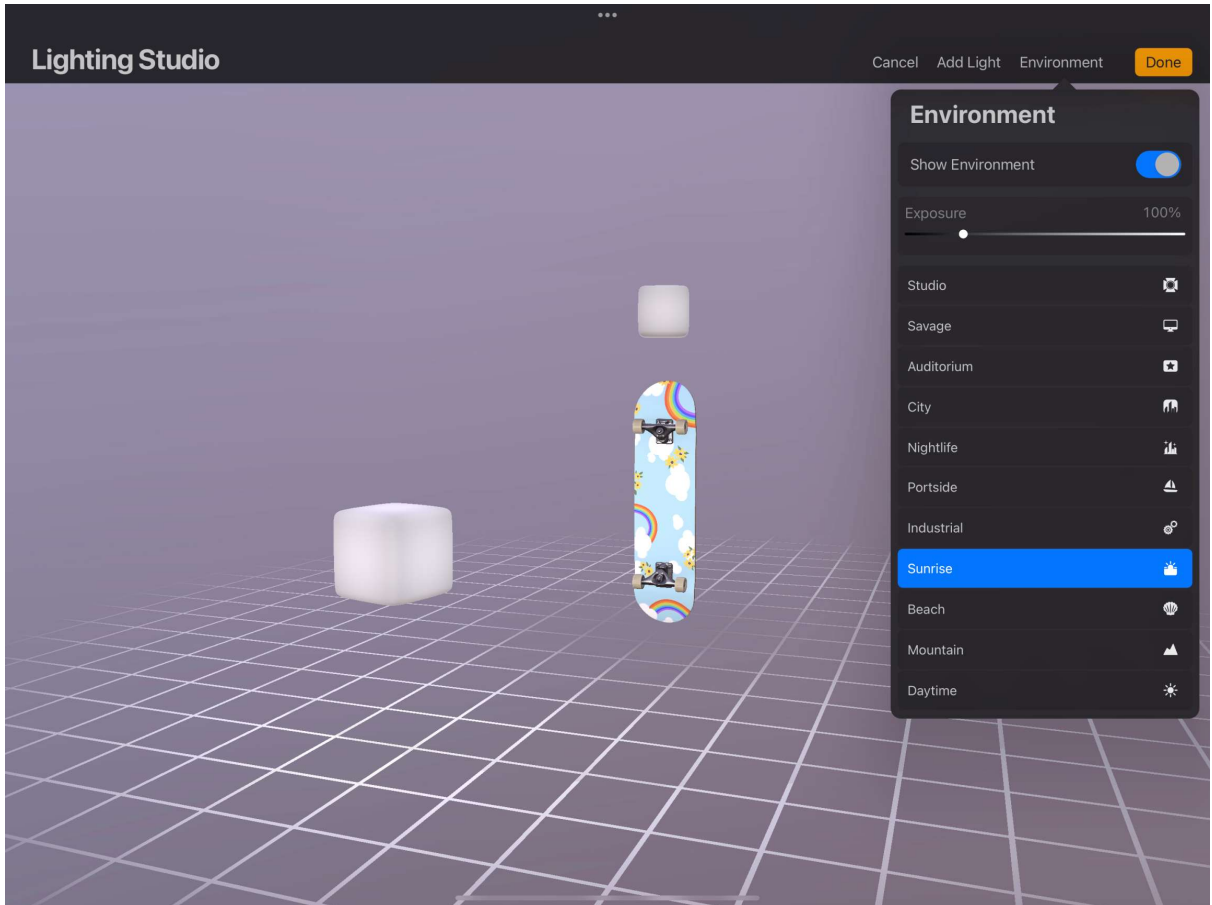 Lighting Studio
Cancel Add Light Environment Done
Environment
Show Environment
Exposure 100%
Studio
Savage
Auditorium
City
Nightlife
Portside
Industrial
Sunrise
Beach
Mountain
Daytime